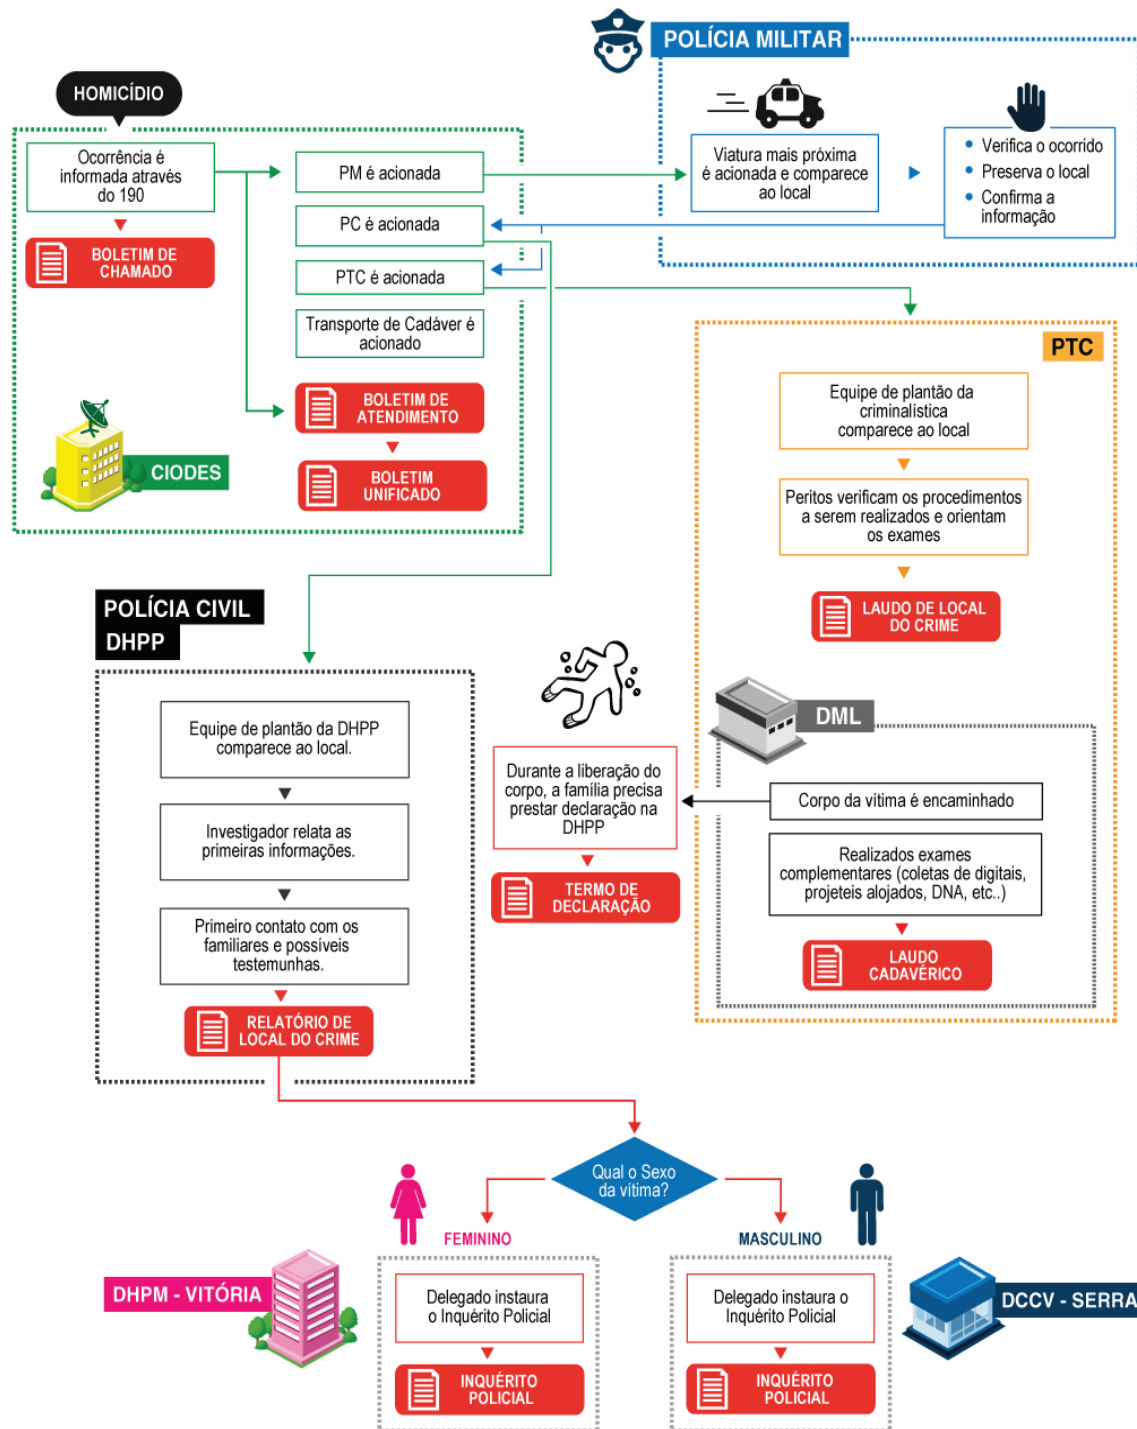 POLÍCIA MILITAR
HOMICÍDIO
Ocorrência é
informada através
do 190
BOLETIM DE
CHAMADO
PM é acionada
PC é acionada
PTC é acionada
Transporte de Cadáver é
acionado
BOLETIM DE
ATENDIMENTO
BOLETIM
UNIFICADO
CIODES
Viatura mais próxima
é acionada e comparece
ao local
• Verifica o ocorrido
• Preserva o local
• Confirma a
informação
PTC
Equipe de plantão da
criminalística
comparece ao local
Peritos verificam os procedimentos
a serem realizados e orientam
os exames
LAUDO DE LOCAL
DO CRIME
POLÍCIA CIVIL
DHPP
Equipe de plantão da DHPP
comparece ao local.
Investigador relata as
primeiras informações.
Primeiro contato com os
familiares e possíveis
testemunhas.
RELATÓRIO DE
LOCAL DO CRIME
Durante a liberação do
corpo, a família precisa
prestar declaração na
DHPP
TERMO DE
DECLARAÇÃO
DML
Corpo da vítima é encaminhado
Realizados exames
complementares (coletas de digitais,
projeteis alojados, DNA, etc..)
LAUDO
CADAVÉRICO
Qual o Sexo
da vítima?
FEMININO
MASCULINO
DHPM - VITÓRIA
Delegado instaura
o Inquérito Policial
INQUÉRITO
POLICIAL
Delegado instaura o
Inquérito Policial
INQUÉRITO
POLICIAL
DCCV - SERRA